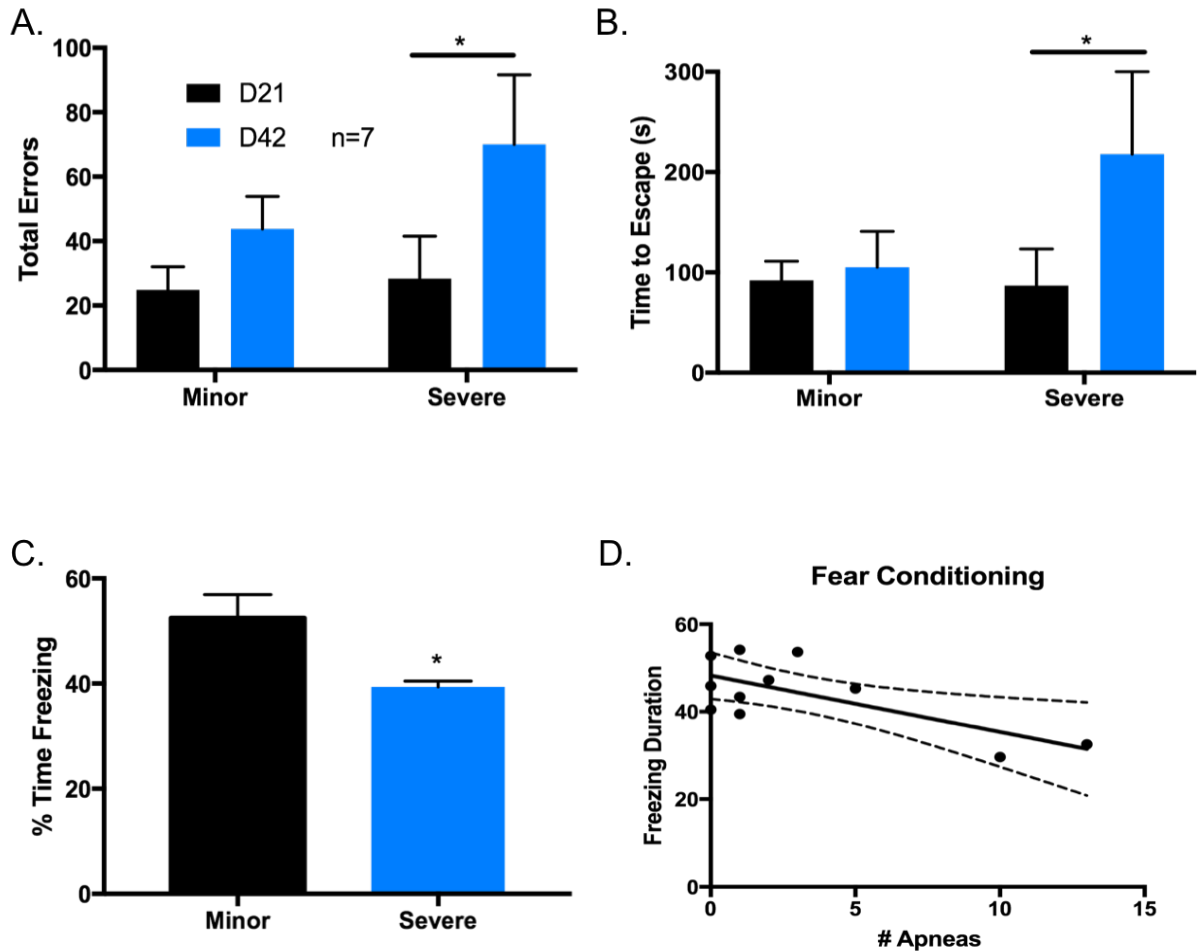 A.
*
100
80
60
40
20
0
Total Errors
D21
D42 n=7
Minor Severe
B.
*
300
200
100
0
Time to Escape (s)
Minor Severe
C.
60
40
20
0
% Time Freezing
*
Minor Severe
D.
Fear Conditioning
60
40
20
0
Freezing Duration
0 5 10 15
# Apneas